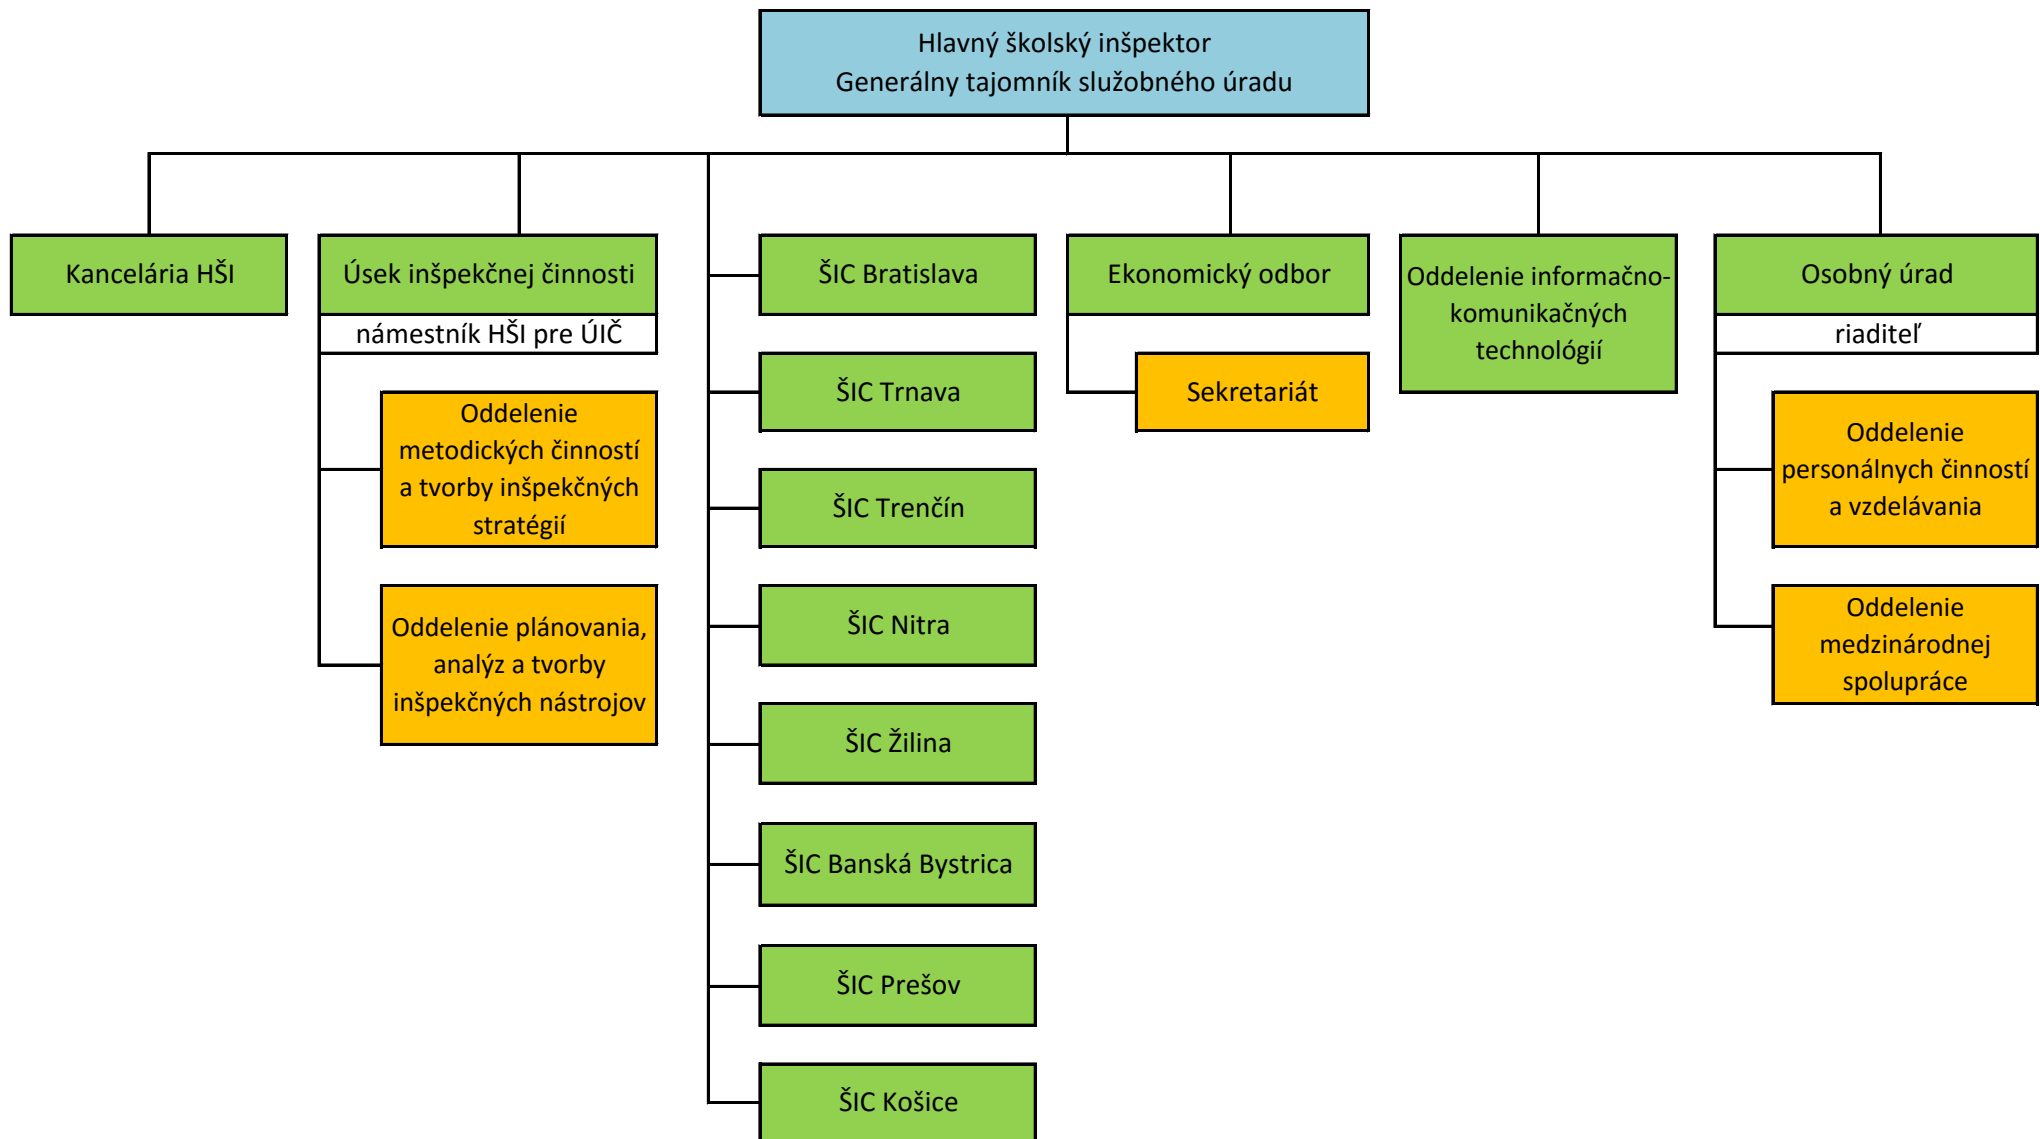 Hlavný školský inšpektor
Generálny tajomník služobného úradu
Kancelária HŠI
Úsek inšpekčnej činnosti
námestník HŠI pre ÚIČ
Oddelenie
metodických činností
a tvorby inšpekčných
stratégií
Oddelenie plánovania,
analýz a tvorby
inšpekčných nástrojov
ŠIC Bratislava
ŠIC Trnava
ŠIC Trenčín
ŠIC Nitra
ŠIC Žilina
ŠIC Banská Bystrica
ŠIC Prešov
ŠIC Košice
Ekonomický odbor
Sekretariát
Oddelenie informačno-
komunikačných
technológií
Osobný úrad
riaditeľ
Oddelenie
personálnych činností
a vzdelávania
Oddelenie
medzinárodnej
spolupráce